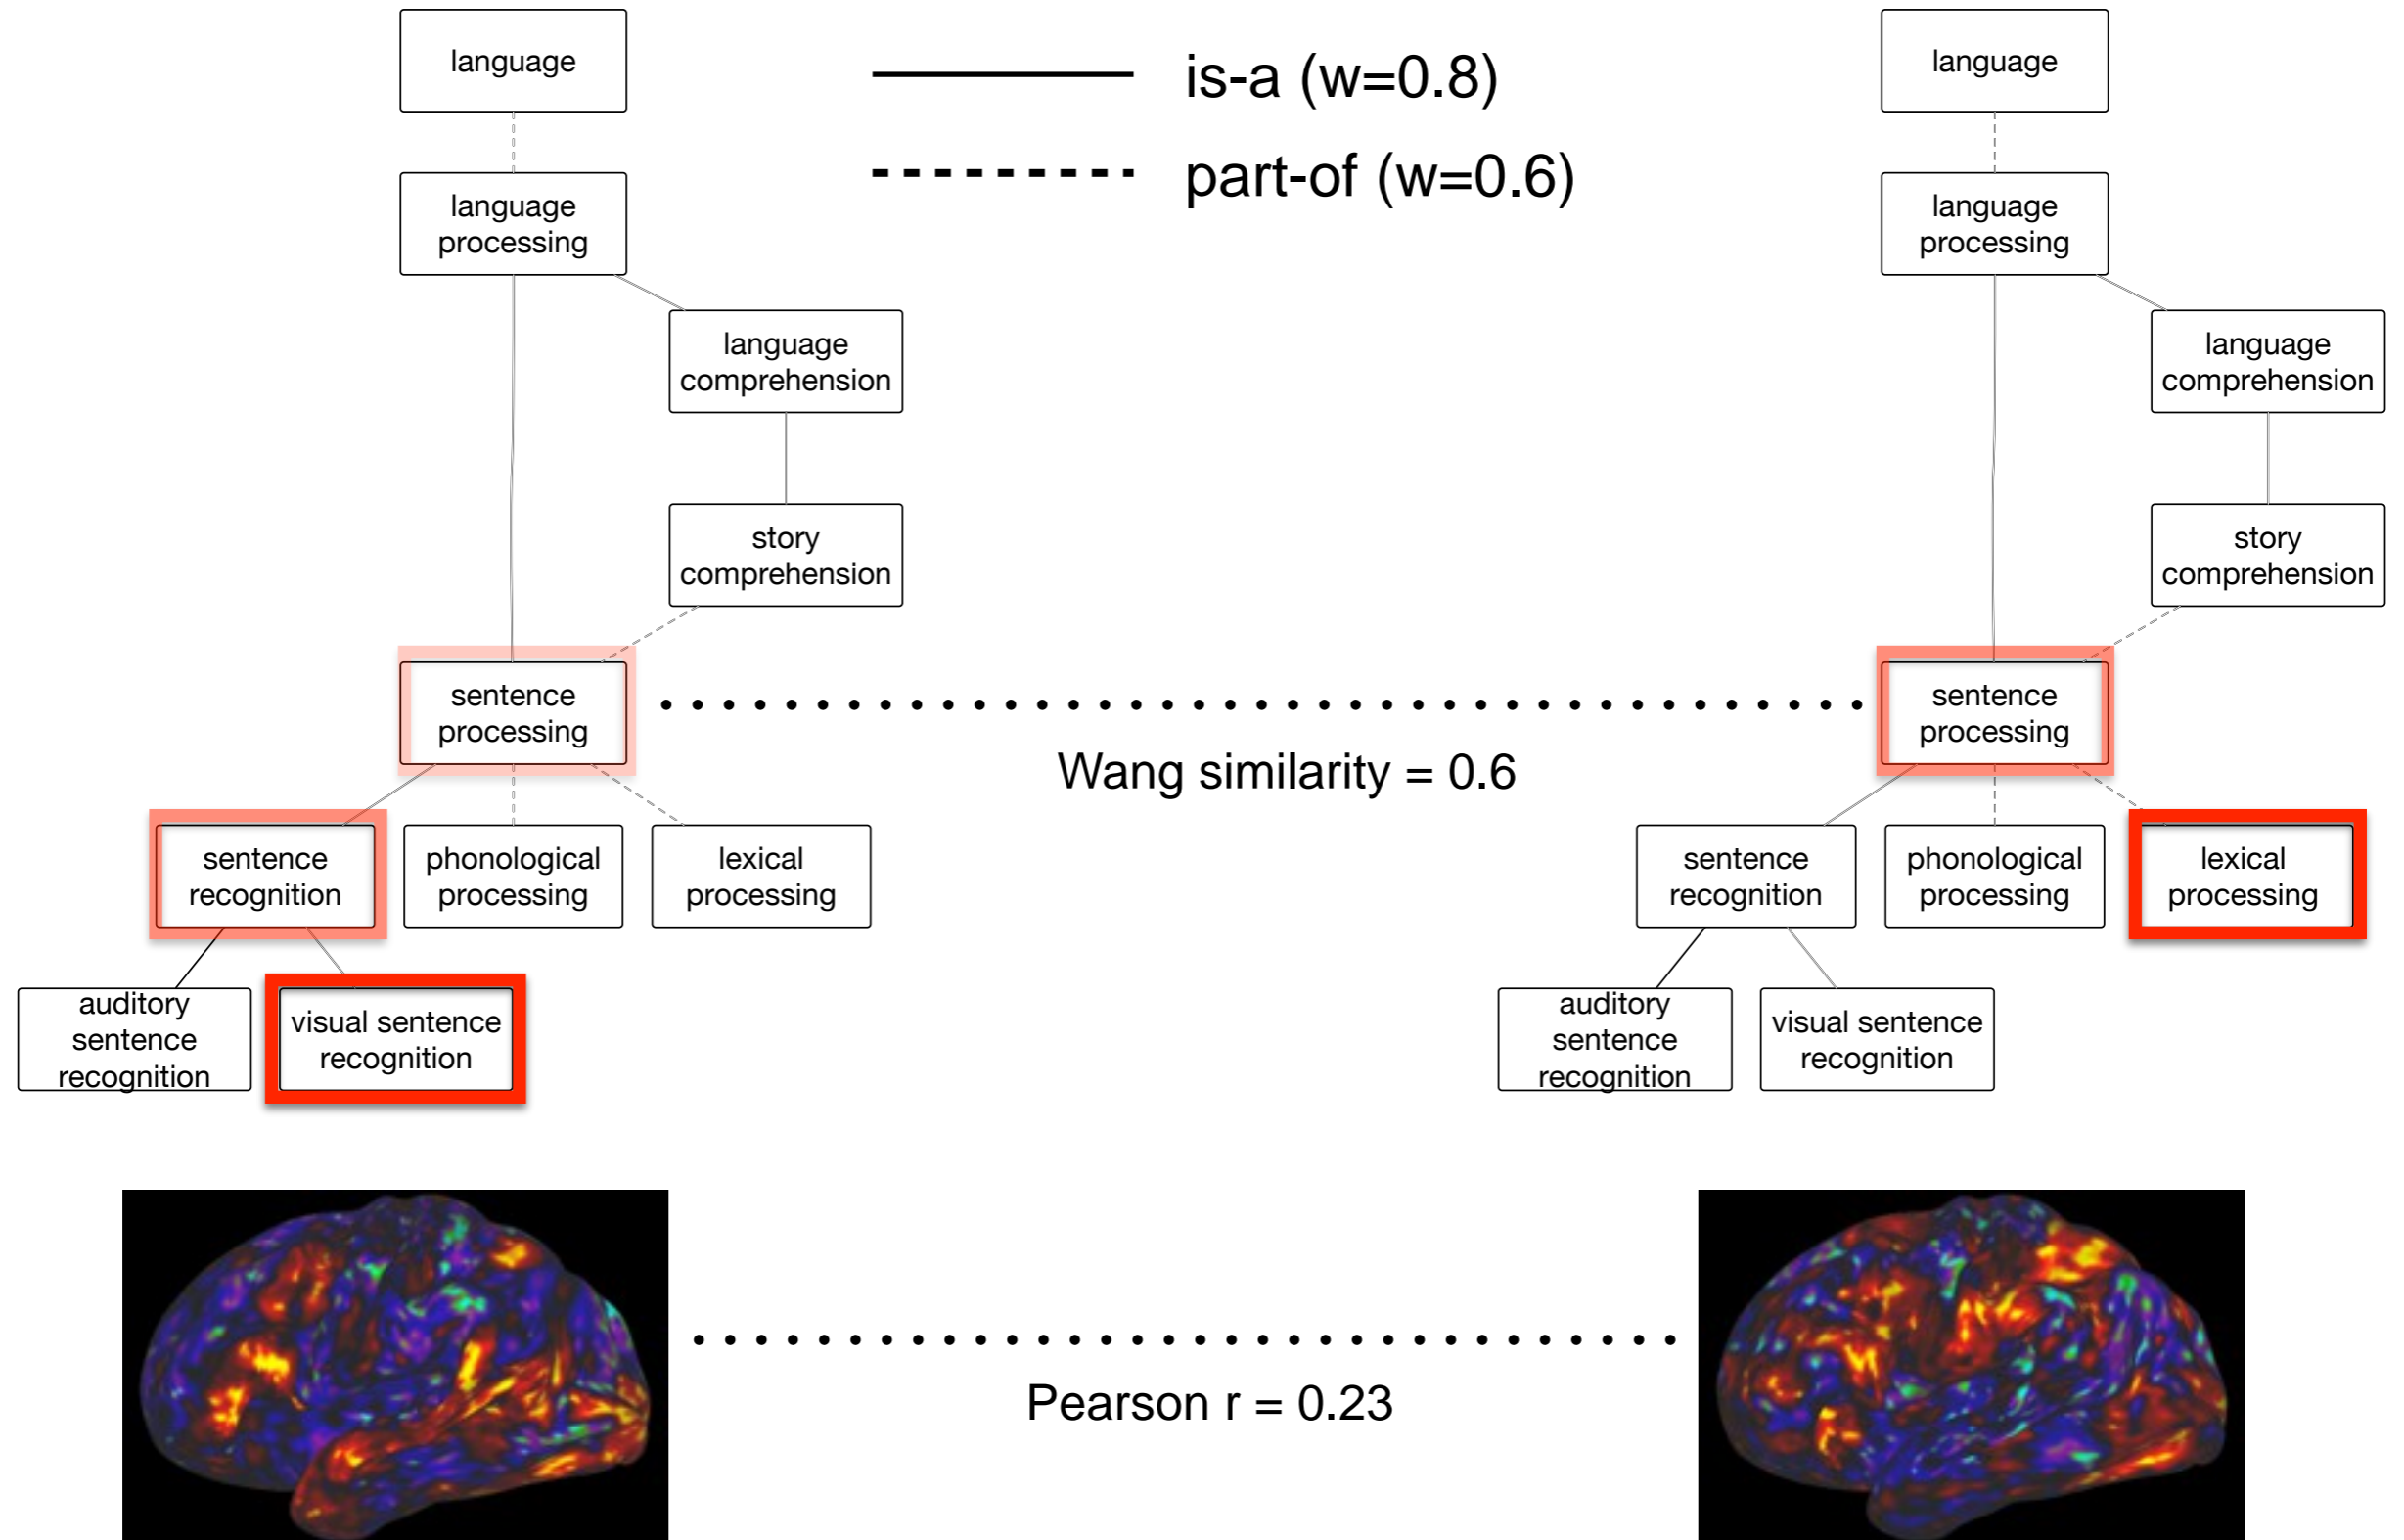 language
language
processing
language
comprehension
story
comprehension
sentence
processing
sentence
recognition
phonological
processing
lexical
processing
auditory
sentence
recognition
visual sentence
recognition
is-a (w=0.8)
part-of (w=0.6)
Wang similarity = 0.6
language
language
processing
language
comprehension
story
comprehension
sentence
processing
sentence
recognition
phonological
processing
lexical
processing
auditory
sentence
recognition
visual sentence
recognition
Pearson r = 0.23